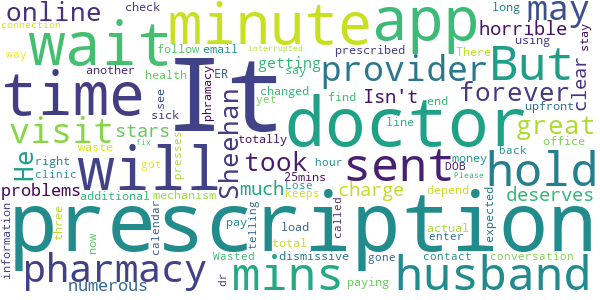 online
way
connection
long
check
using
follow
email
another
prescribed
interrupted
There
minute
app
may
horrible
wait
provider
But
stay
time
It
health
ER
getting
say
changed
phramacy
see
sick
Isn't
forever
clear
find
yet
end
upfront
doctor
visit
stars
He
Sheehan
totally
line
great
office
fix
waste
got
presses
took
25mins
hour
DOB
money
back
right
clinic
will
sent
hold
problems
additional
mechanism
much
charge
Lose
keeps
depend
actual
deserves
information
three
now
calendar
telling
pay
called
load
enter
expected
prescription
pharmacy
numerous
mins
dr
Wasted
total
dismissive
gone
paying
contact
conversation
Please
husband